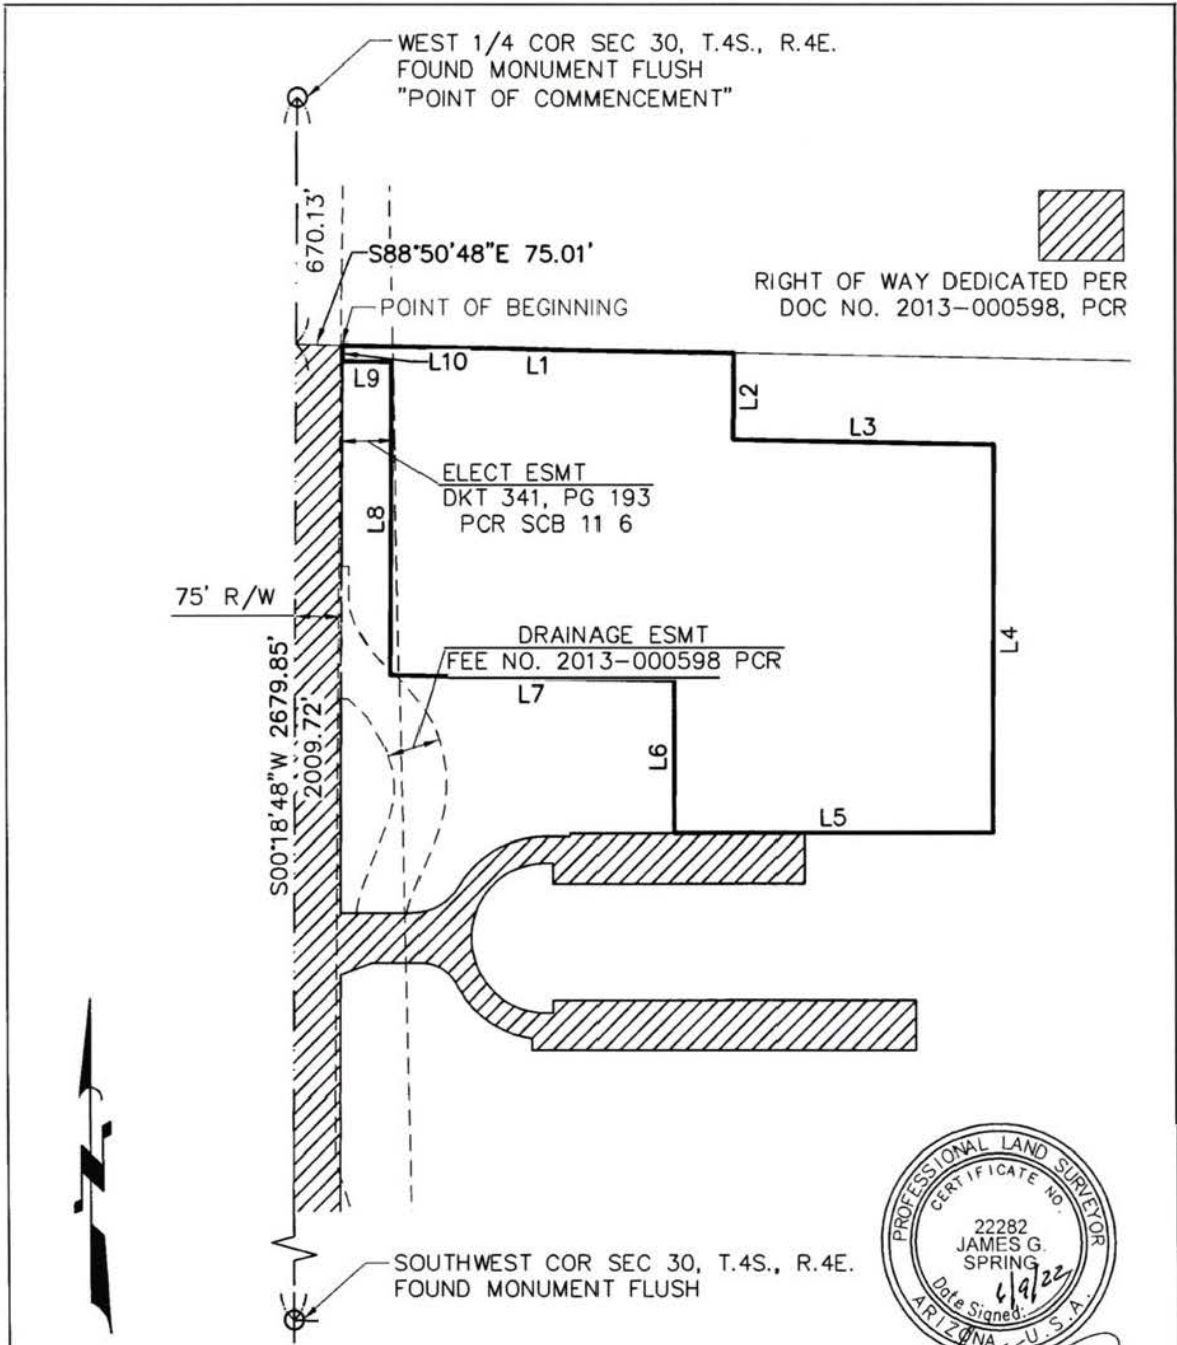 WEST 1/4 COR SEC 30, T.4S., R.4E.
FOUND MONUMENT FLUSH
"POINT OF COMMENCEMENT"
670.13'
S88°50'48"E 75.01'
POINT OF BEGINNING
RIGHT OF WAY DEDICATED PER
DOC NO. 2013-000598, PCR
L10
L1
L9
L2
L3
ELECT ESMT
DKT 341, PG 193
PCR SCB 11 6
L8
75' R/W
DRAINAGE ESMT
FEE NO. 2013-000598 PCR
L4
L7
S00°18'48"W 2679.85'
2009.72'
L6
L5
SOUTHWEST COR SEC 30, T.4S., R.4E.
FOUND MONUMENT FLUSH
PROFESSIONAL LAND SURVEYOR
CERTIFICATE NO.
22282
JAMES G.
SPRING
6/9/22
Date Signed:
ARIZONA U.S.A.